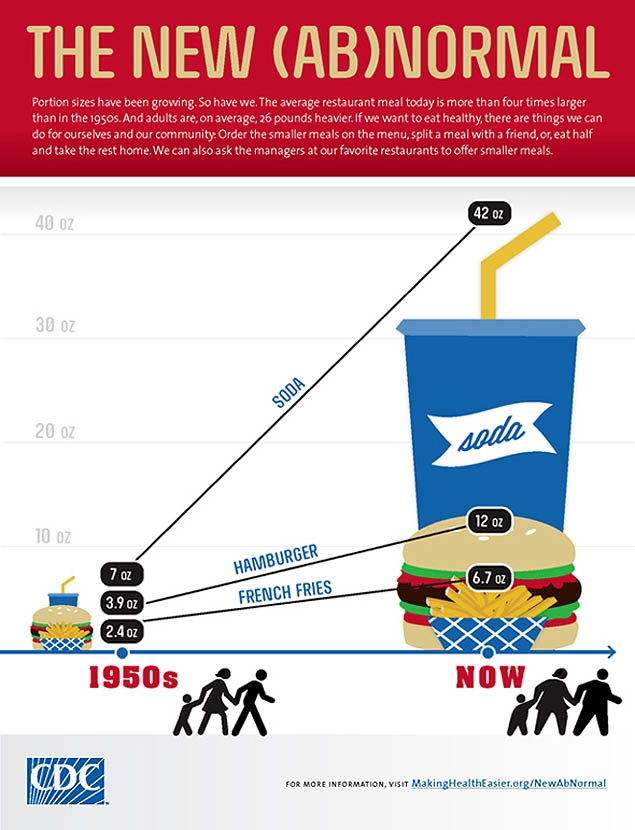 THE NEW (AB)NORMAL
Portion sizes have been growing. So have we. The average restaurant meal today is more than four times larger
than in the 1950s. And adults are, on average, 26 pounds heavier. If we want to eat healthy, there are things we can
do for ourselves and our community: Order the smaller meals on the menu, split a meal with a friend, or, eat half
and take the rest home. We can also ask the managers at our favorite restaurants to offer smaller meals.
42 oz
40 oz
30 oz
SODA
soda
20 oz
12 oz
10 oz
HAMBURGER
7 oz
6.7 oz
FRENCH FRIES
3.9 oz
2.4 oz
1950s
NOW
CDC
FOR MORE INFORMATION, VISIT MakingHealthEasier.org/NewAbNormal